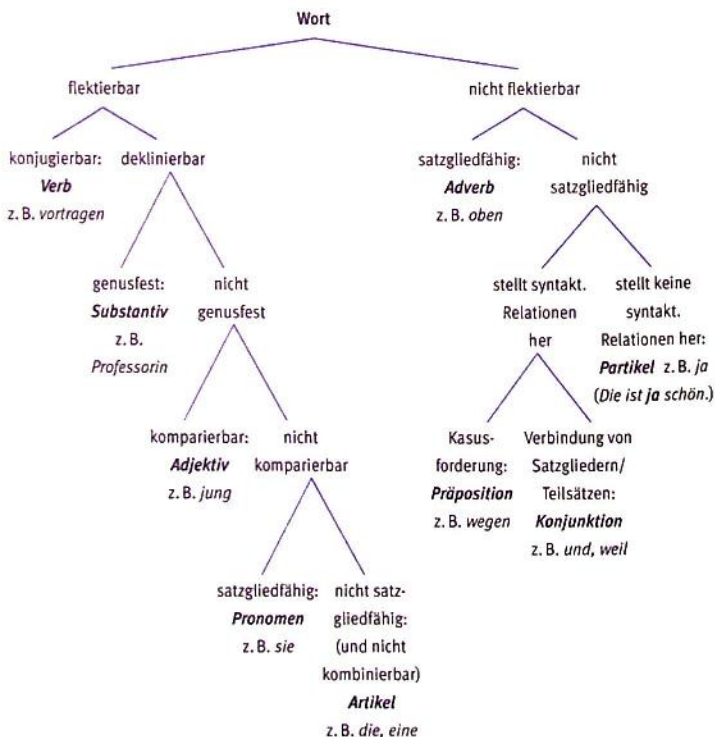 Wort
flektierbar
nicht flektierbar
konjugierbar:
Verb
z. B. vortragen
deklinierbar
satzgliedfähig:
Adverb
z. B. oben
nicht
satzgliedfähig
genusfest:
Substantiv
z. B.
Professorin
nicht
genusfest
stellt syntakt.
Relationen
her
stellt keine
syntakt.
Relationen her:
Partikel z. B. ja
(Die ist ja schön.)
komparierbar:
Adjektiv
z. B. jung
nicht
komparierbar
Kasus-
forderung:
Präposition
z. B. wegen
Verbindung von
Satzgliedern/
Teilsätzen:
Konjunktion
z. B. und, weil
satzgliedfähig:
Pronomen
z. B. sie
nicht satz-
gliedfähig:
(und nicht
kombinierbar)
Artikel
z. B. die, eine